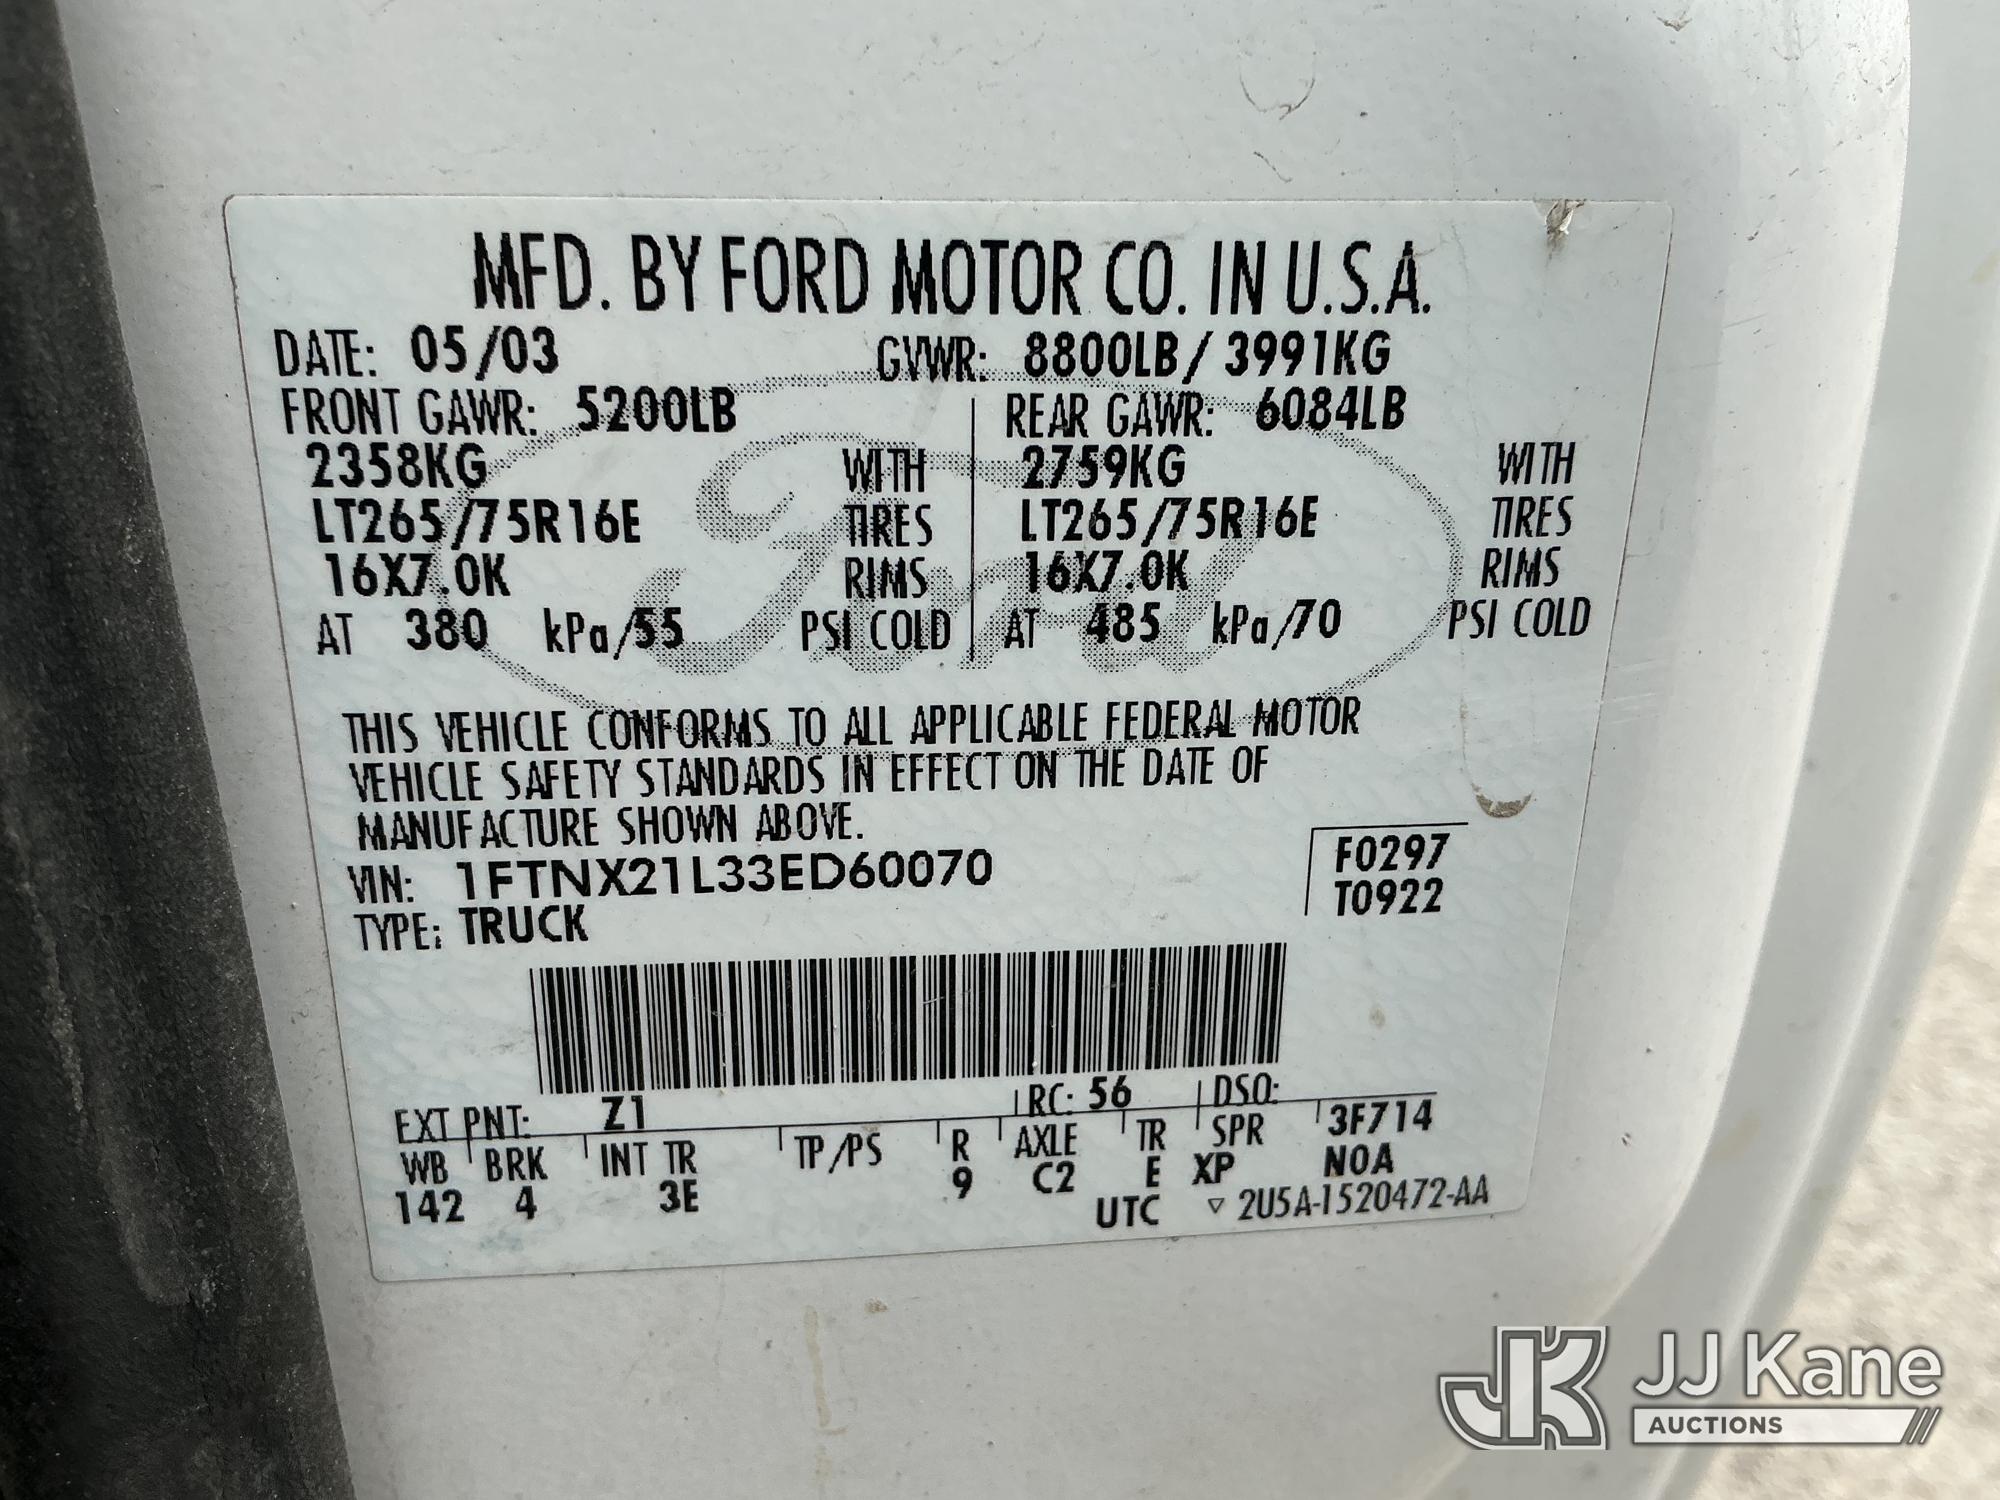 MFD. BY FORD MOTOR CO. IN U.S.A.
DATE: 05/03 GVWR: 8800LB/ 3991KG
FRONT GAWR: 5200LB REAR GAWR: 6084LB
2358KG WITH 2759KG WITH
LT265/75R16E TIRES LT265/75R16E TIRES
16X7.0K RIMS 16X7.0K RIMS
AT 380 kPa/55 PSI COLD AT 485 kPa/70 PSI COLD
Ford
THIS VEHICLE CONFORMS TO ALL APPLICABLE FEDERAL MOTOR
VEHICLE SAFETY STANDARDS IN EFFECT ON THE DATE OF
MANUFACTURE SHOWN ABOVE.
VIN: 1FTNX21L33ED60070 F0297
TYPE: TRUCK T0922
EXT PNT: Z1 RC: 56 DSO:
WB BRK INT TR TP/PS R AXLE TR SPR 3F714
142 4 3E 9 C2 E XP NOA
UTC ▽ 2U5A-1520472-AA
JK JJ Kane
AUCTIONS